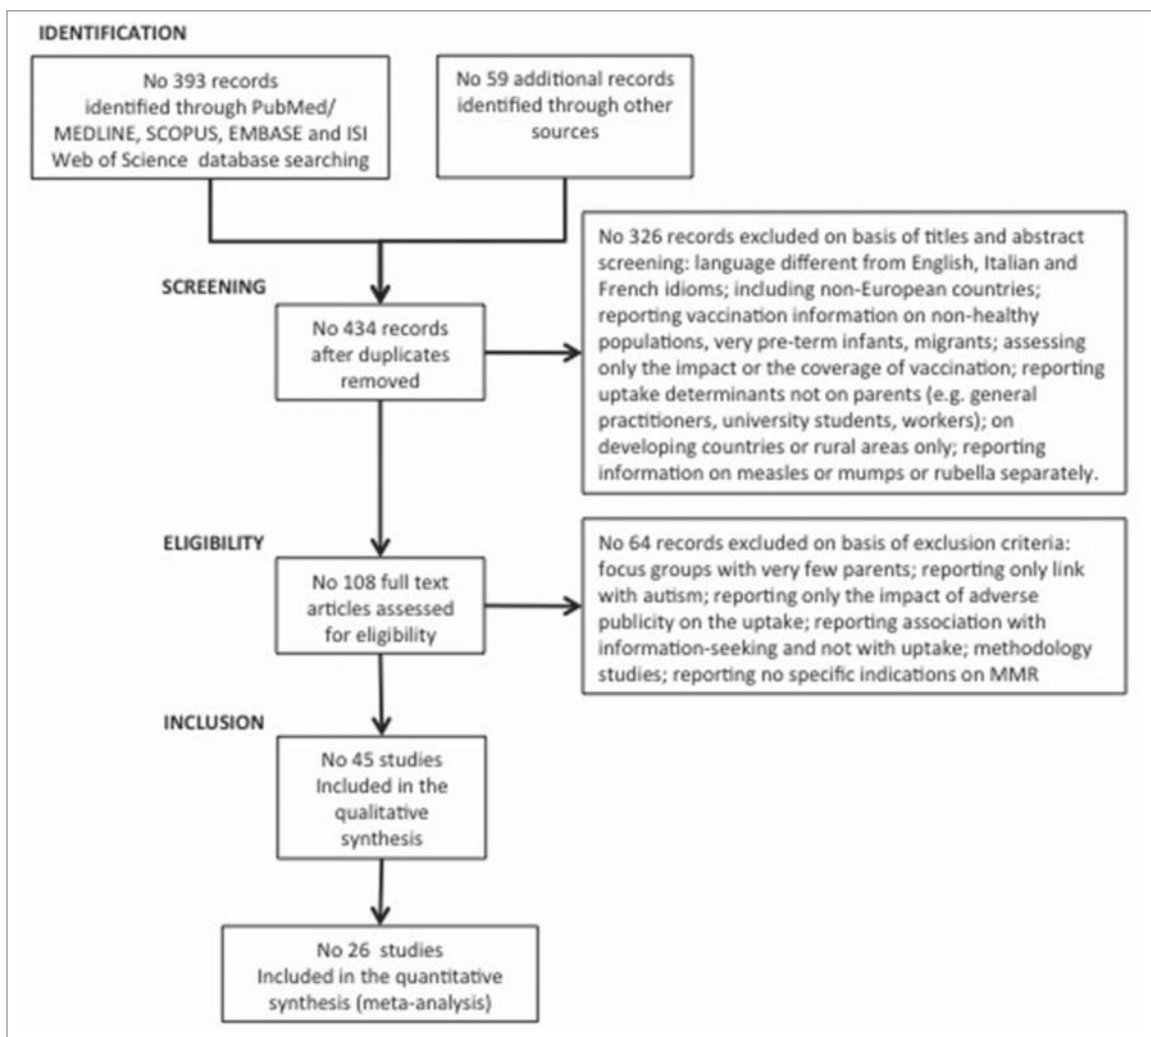 IDENTIFICATION
No 393 records
identified through PubMed/
MEDLINE, SCOPUS, EMBASE and ISI
Web of Science database searching
No 59 additional records
identified through other
sources
SCREENING
No 434 records
after duplicates
removed
No 326 records excluded on basis of titles and abstract
screening: language different from English, Italian and
French idioms; including non-European countries;
reporting vaccination information on non-healthy
populations, very pre-term infants, migrants; assessing
only the impact or the coverage of vaccination; reporting
uptake determinants not on parents (e.g. general
practitioners, university students, workers); on
developing countries or rural areas only; reporting
information on measles or mumps or rubella separately.
ELIGIBILITY
No 108 full text
articles assessed
for eligibility
No 64 records excluded on basis of exclusion criteria:
focus groups with very few parents; reporting only link
with autism; reporting only the impact of adverse
publicity on the uptake; reporting association with
information-seeking and not with uptake; methodology
studies; reporting no specific indications on MMR
INCLUSION
No 45 studies
Included in the
qualitative
synthesis
No 26 studies
Included in the quantitative
synthesis (meta-analysis)